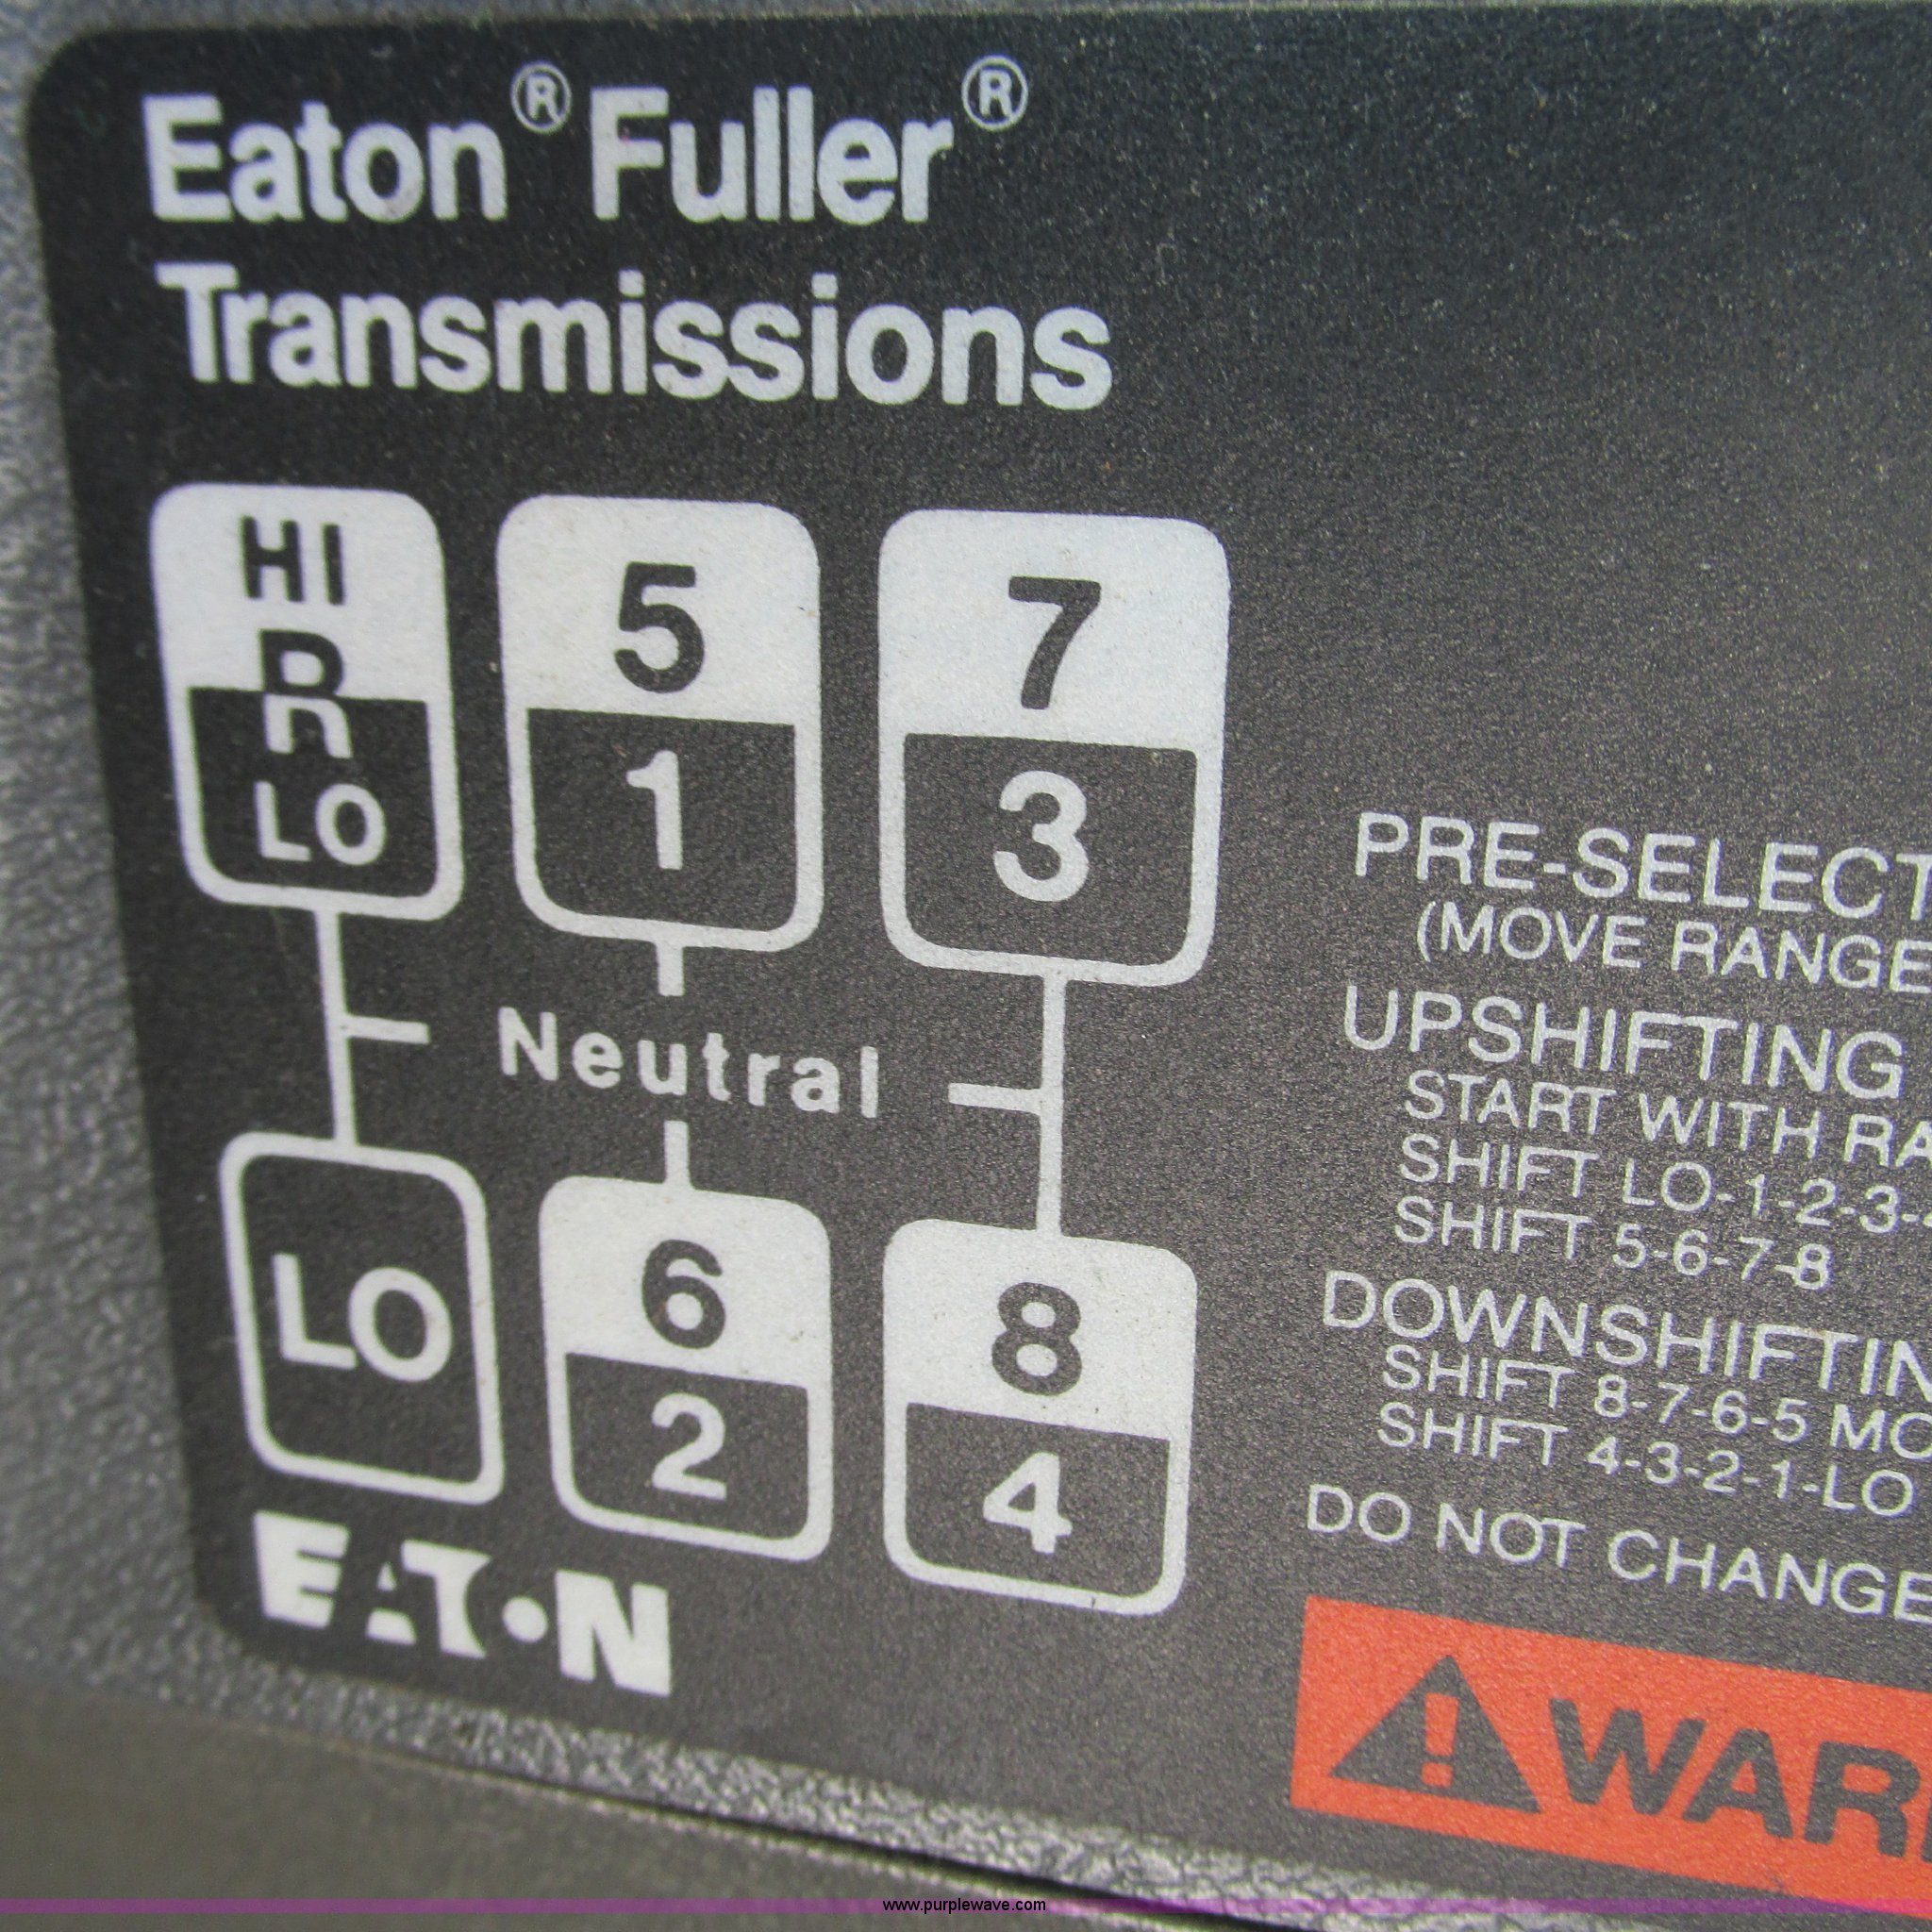 Eaton® Fuller®
Transmissions
HI
R
LO
5
1
7
3
Neutral
LO
6
2
8
4
EATON
PRE-SELECT
(MOVE RANGE
UPSHIFTING
START WITH RA
SHIFT LO-1-2-3-
SHIFT 5-6-7-8
DOWNSHIFTIN
SHIFT 8-7-6-5 MO
SHIFT 4-3-2-1-LO
DO NOT CHANGE
WAR
www.purplewave.com